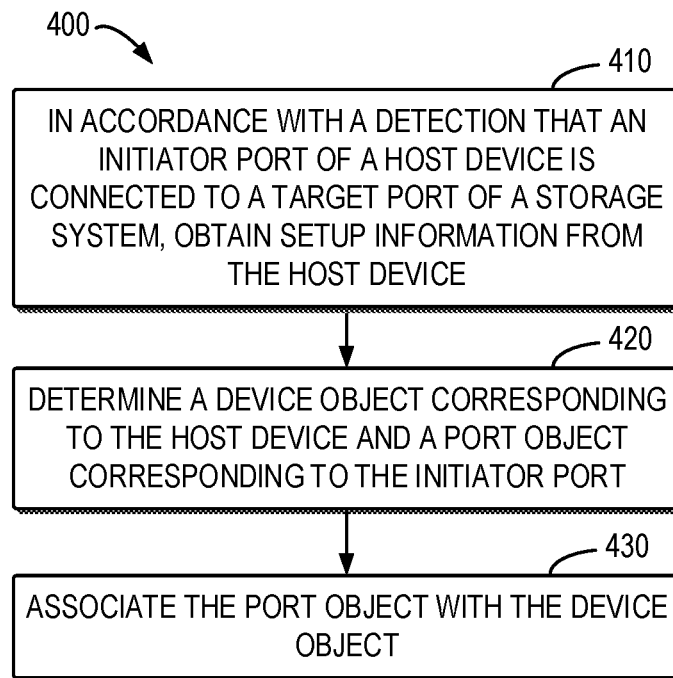 400
410
IN ACCORDANCE WITH A DETECTION THAT AN
INITIATOR PORT OF A HOST DEVICE IS
CONNECTED TO A TARGET PORT OF A STORAGE
SYSTEM, OBTAIN SETUP INFORMATION FROM
THE HOST DEVICE
420
DETERMINE A DEVICE OBJECT CORRESPONDING
TO THE HOST DEVICE AND A PORT OBJECT
CORRESPONDING TO THE INITIATOR PORT
430
ASSOCIATE THE PORT OBJECT WITH THE DEVICE
OBJECT